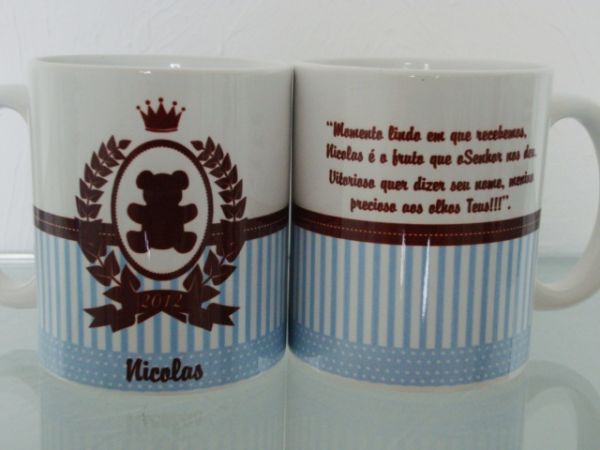 2012
Nicolas
"Momento lindo em que recebemos,
Nicolas é o fruto que oSenhor nos deu.
Vitorioso quer dizer seu nome, menino
precioso aos olhos Teus!!!".